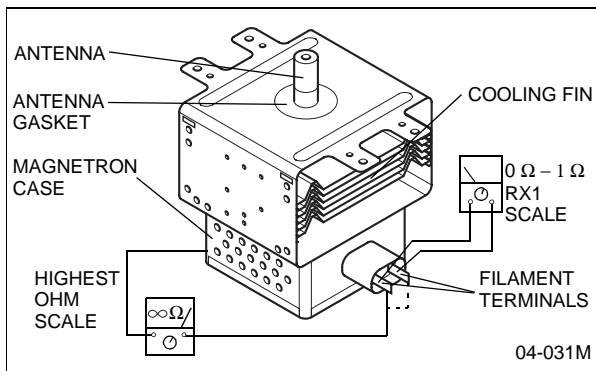 ANTENNA
ANTENNA
GASKET
MAGNETRON
CASE
HIGHEST
OHM
SCALE
∞ Ω
COOLING FIN
0 Ω – 1 Ω
RX1
SCALE
FILAMENT
TERMINALS
04-031M